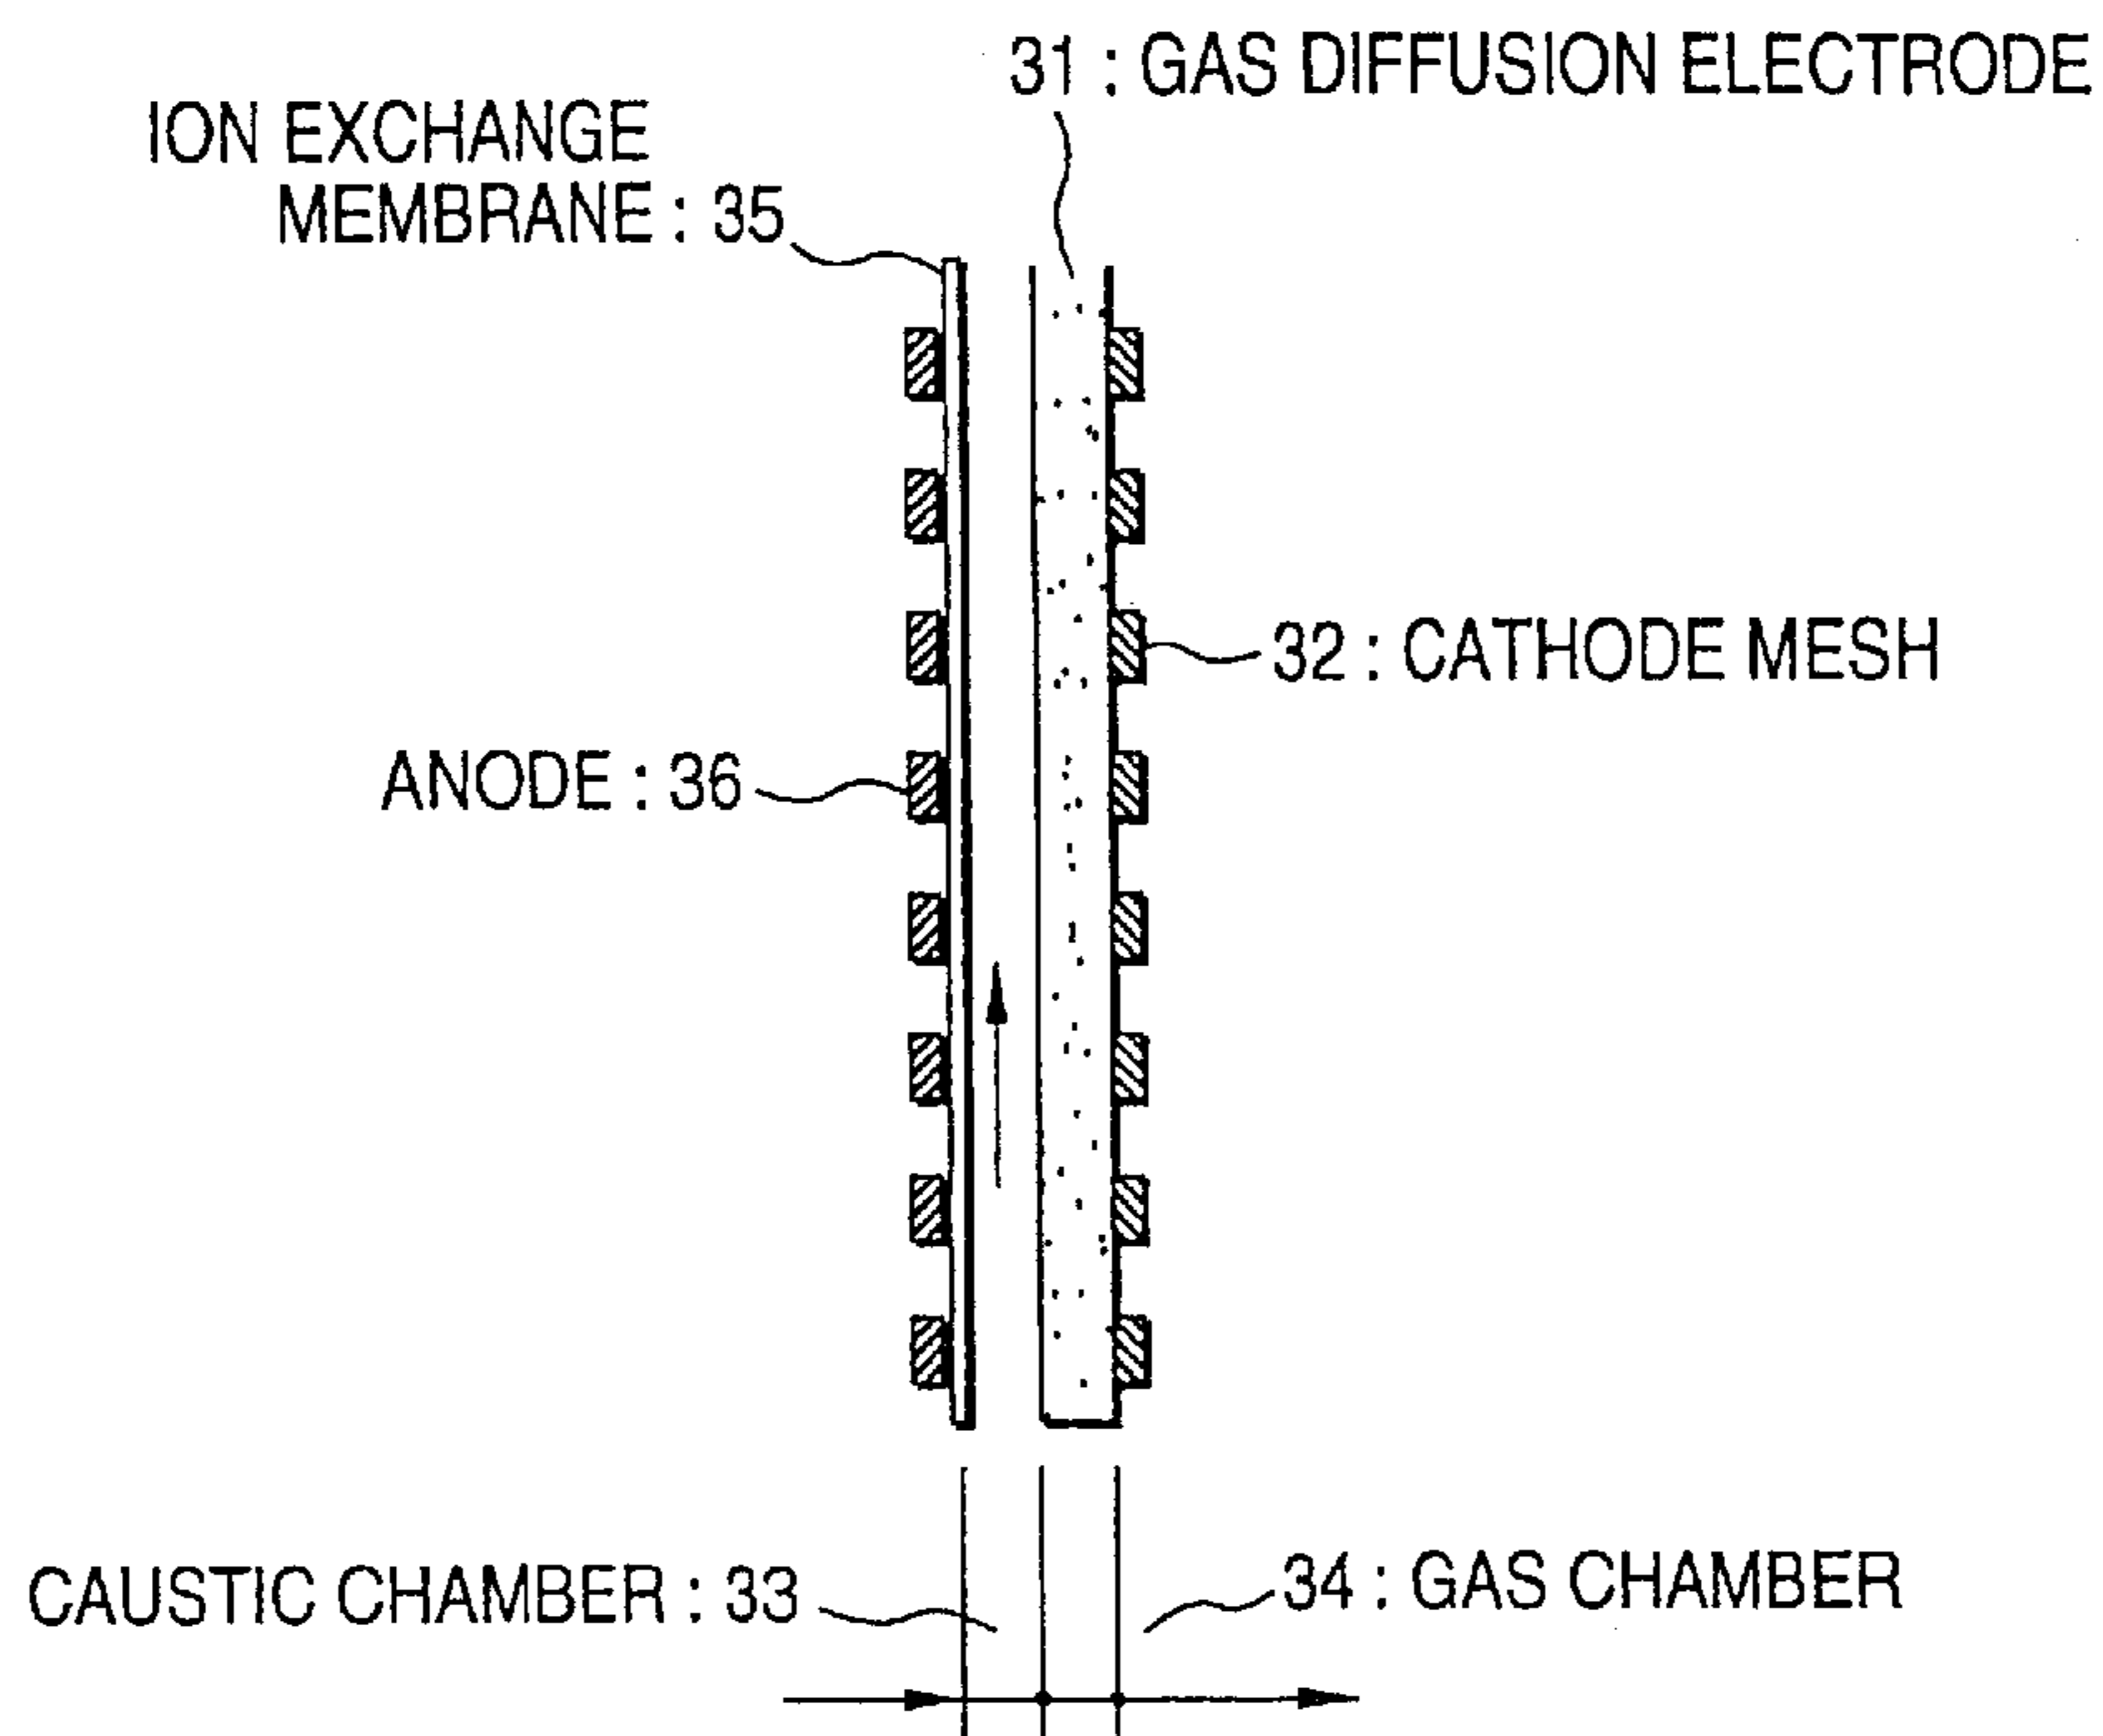 31 : GAS DIFFUSION ELECTRODE
ION EXCHANGE
MEMBRANE : 35
32 : CATHODE MESH
ANODE : 36
CAUSTIC CHAMBER : 33
34 : GAS CHAMBER